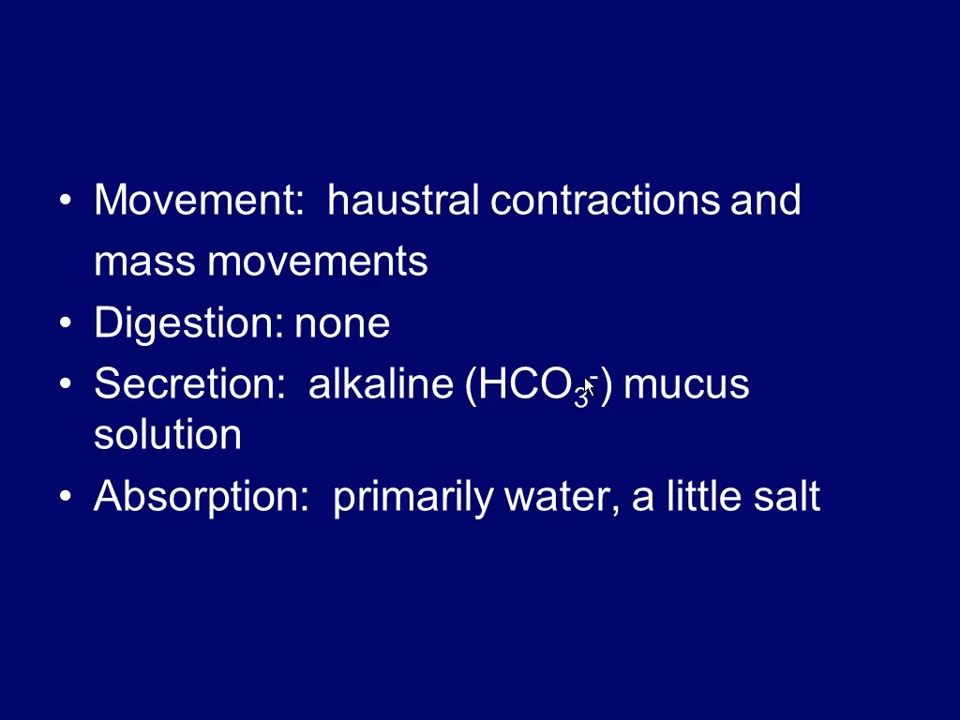 • Movement:  haustral contractions and
mass movements
• Digestion: none
• Secretion:  alkaline (HCO₃⁻) mucus
solution
• Absorption:  primarily water, a little salt